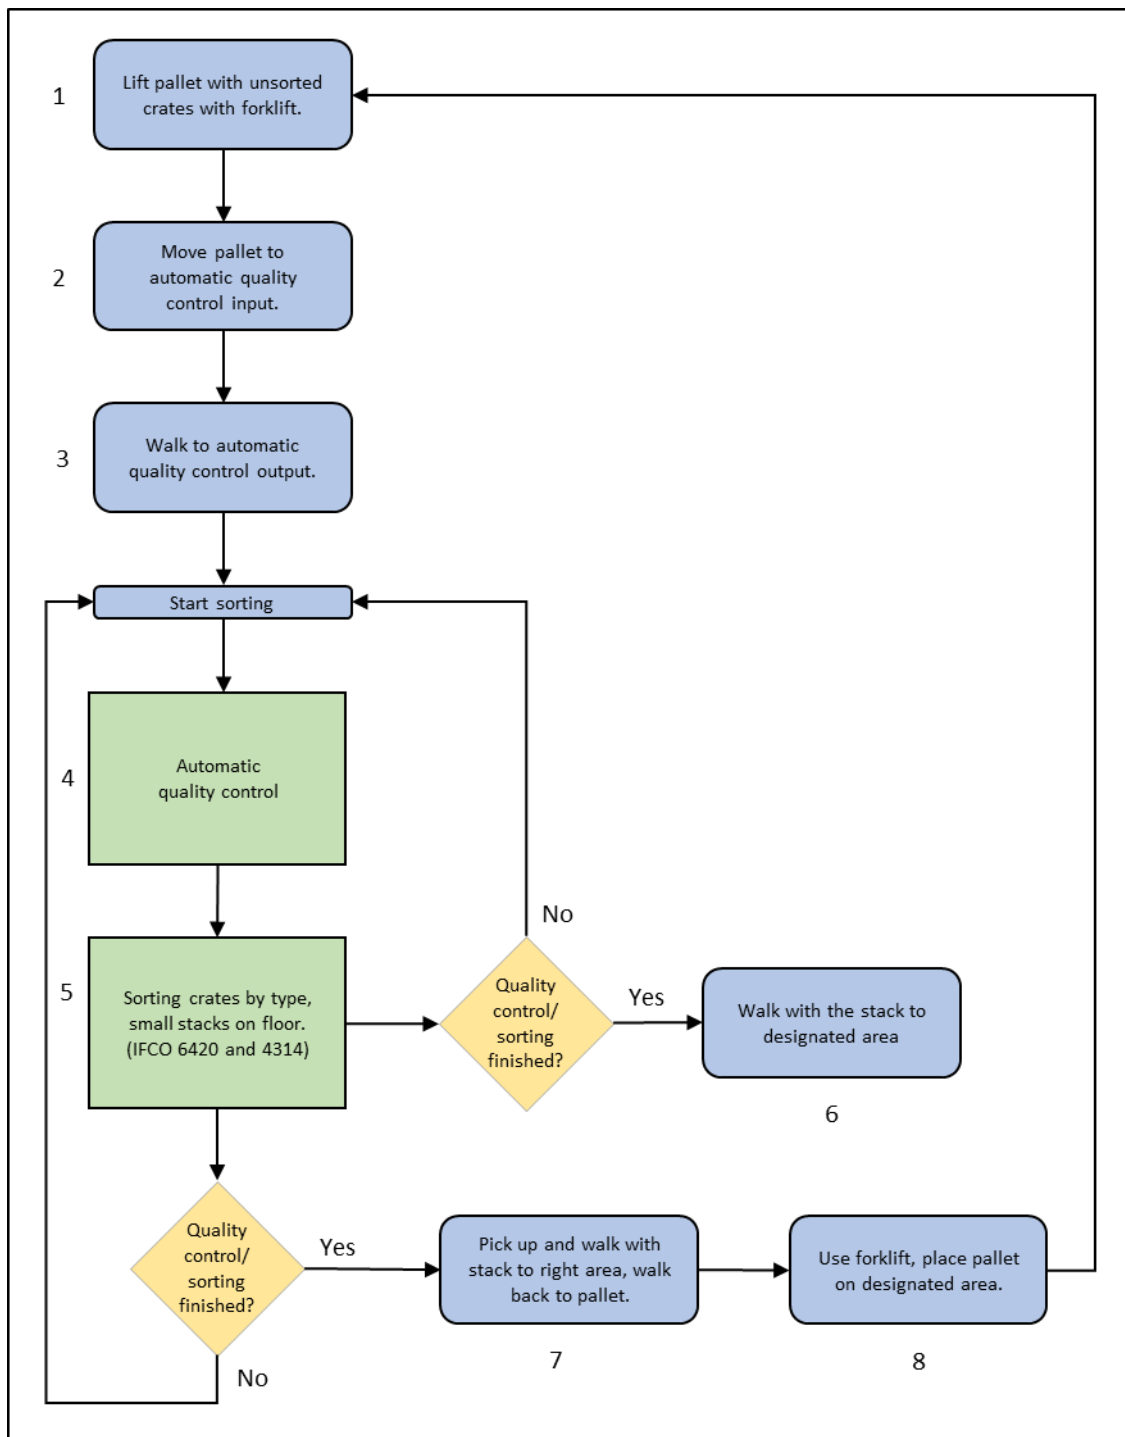 1
Lift pallet with unsorted
crates with forklift.
2
Move pallet to
automatic quality
control input.
3
Walk to automatic
quality control output.
Start sorting
4
Automatic
quality control
No
5
Sorting crates by type,
small stacks on floor.
(IFCO 6420 and 4314)
Quality
control/
sorting
finished?
Yes
Walk with the stack to
designated area
6
Quality
control/
sorting
finished?
Yes
Pick up and walk with
stack to right area, walk
back to pallet.
Use forklift, place pallet
on designated area.
7
8
No